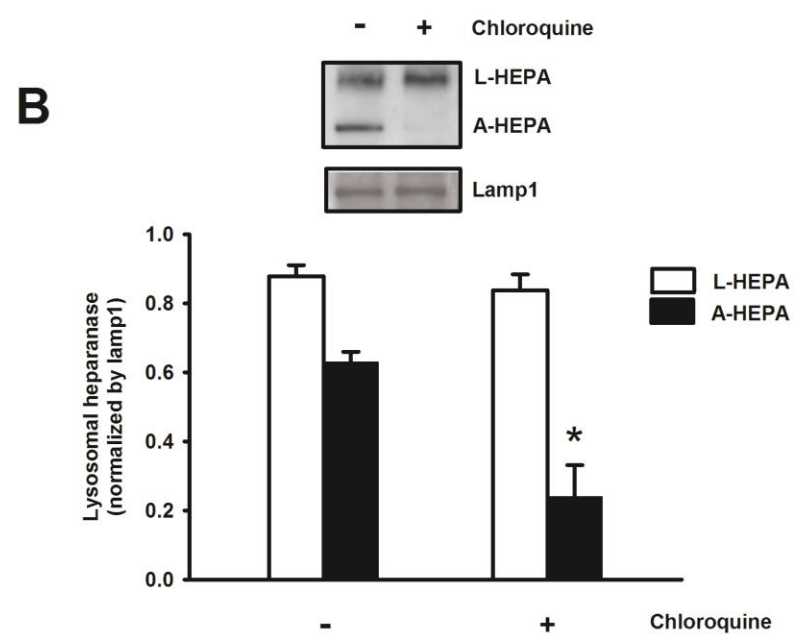 - + Chloroquine
B
L-HEPA
A-HEPA
Lamp1
Lysosomal heparanase
(normalized by lamp1)
1.0
0.8
0.6
0.4
0.2
0.0
*
L-HEPA
A-HEPA
- + Chloroquine